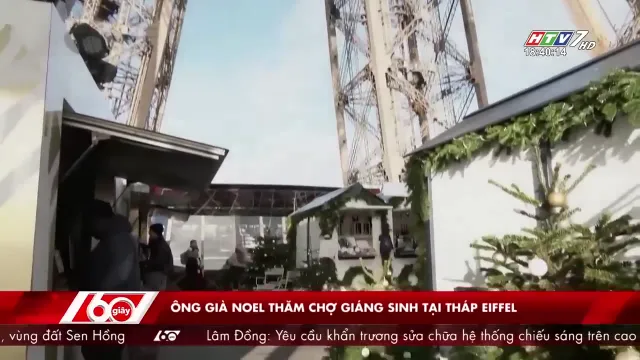 HTV7 HD
18:40:14
60 giây
ÔNG GIÀ NOEL THĂM CHỢ GIÁNG SINH TẠI THÁP EIFFEL
, vùng đất Sen Hồng 60 Lâm Đồng: Yêu cầu khẩn trương sửa chữa hệ thống chiếu sáng trên cao